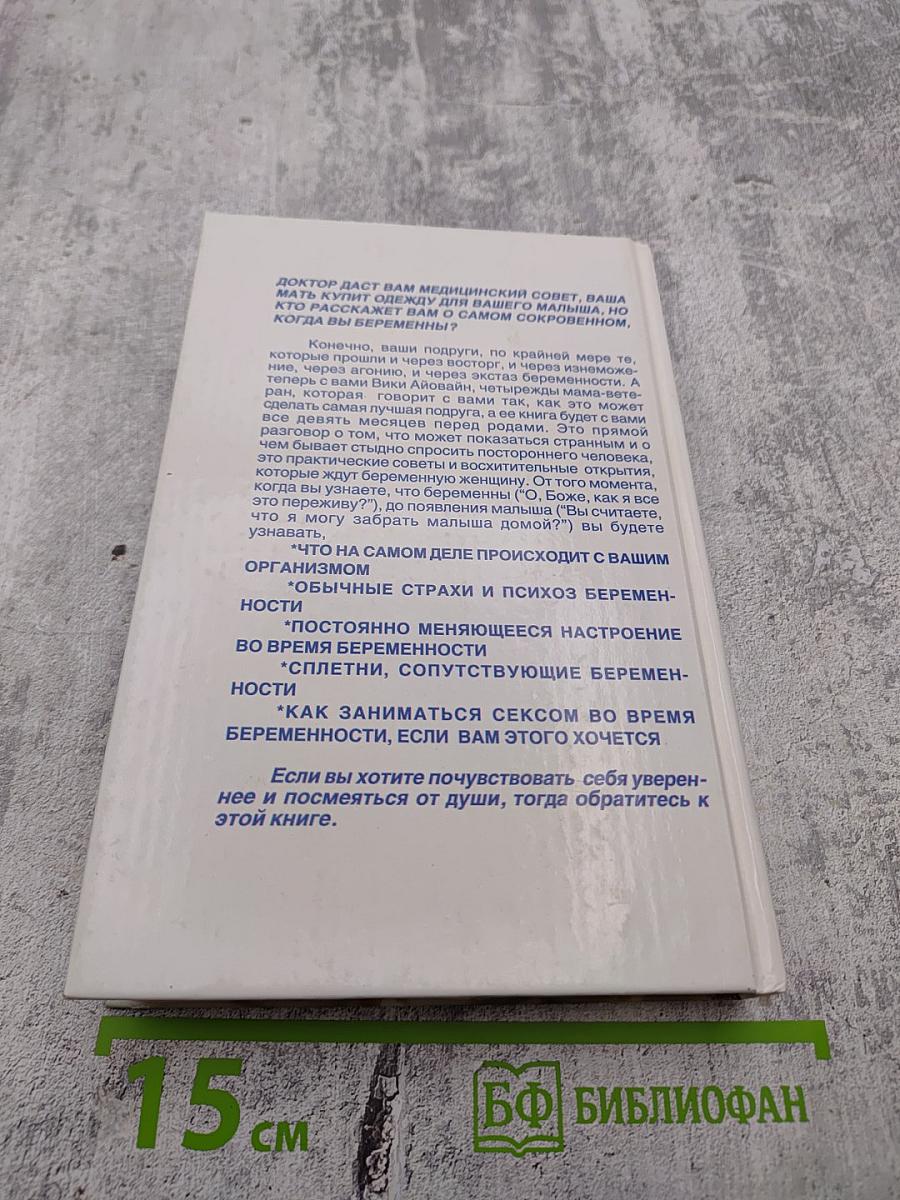 ДОКТОР ДАСТ ВАМ МЕДИЦИНСКИЙ СОВЕТ, ВАША
МАТЬ КУПИТ ОДЕЖДУ ДЛЯ ВАШЕГО МАЛЫША, НО
КТО РАССКАЖЕТ ВАМ О САМОМ СОКРОВЕННОМ,
КОГДА ВЫ БЕРЕМЕННЫ?
Конечно, ваши подруги, по крайней мере те,
которые прошли и через восторг, и через изнеможе-
ние, через агонию, и через экстаз беременности. А
теперь с вами Вики Айовайн, четырежды мама-вете-
ран, которая говорит с вами так, как это может
сделать самая лучшая подруга, а ее книга будет с вами
все девять месяцев перед родами. Это прямой
разговор о том, что может показаться странным и о
чем бывает стыдно спросить постороннего человека,
это практические советы и восхитительные открытия,
которые ждут беременную женщину. От того момента,
когда вы узнаете, что беременны ("О, Боже, как я все
это переживу?"), до появления малыша ("Вы считаете,
что я могу забрать малыша домой?") вы будете
узнавать,
*ЧТО НА САМОМ ДЕЛЕ ПРОИСХОДИТ С ВАШИМ
ОРГАНИЗМОМ
*ОБЫЧНЫЕ СТРАХИ И ПСИХОЗ БЕРЕМЕН-
НОСТИ
*ПОСТОЯННО МЕНЯЮЩЕЕСЯ НАСТРОЕНИЕ
ВО ВРЕМЯ БЕРЕМЕННОСТИ
*СПЛЕТНИ, СОПУТСТВУЮЩИЕ БЕРЕМЕН-
НОСТИ
*КАК ЗАНИМАТЬСЯ СЕКСОМ ВО ВРЕМЯ
БЕРЕМЕННОСТИ, ЕСЛИ ВАМ ЭТОГО ХОЧЕТСЯ
Если вы хотите почувствовать себя уверен-
нее и посмеяться от души, тогда обратитесь к
этой книге.
15 см
БФ БИБЛИОФАН